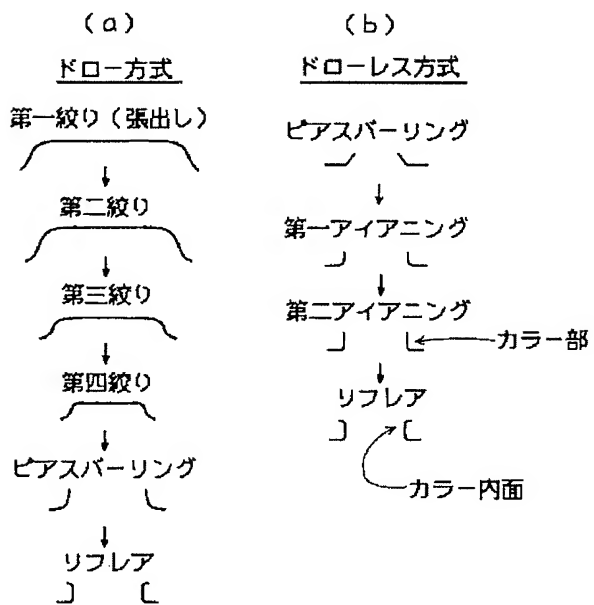 (a)
ドロー方式
第一絞り(張出し)
第二絞り
第三絞り
第四絞り
ピアスバーリング
リフレア
(b)
ドローレス方式
ピアスバーリング
第一アイアニング
第二アイアニング
カラー部
リフレア
カラー内面